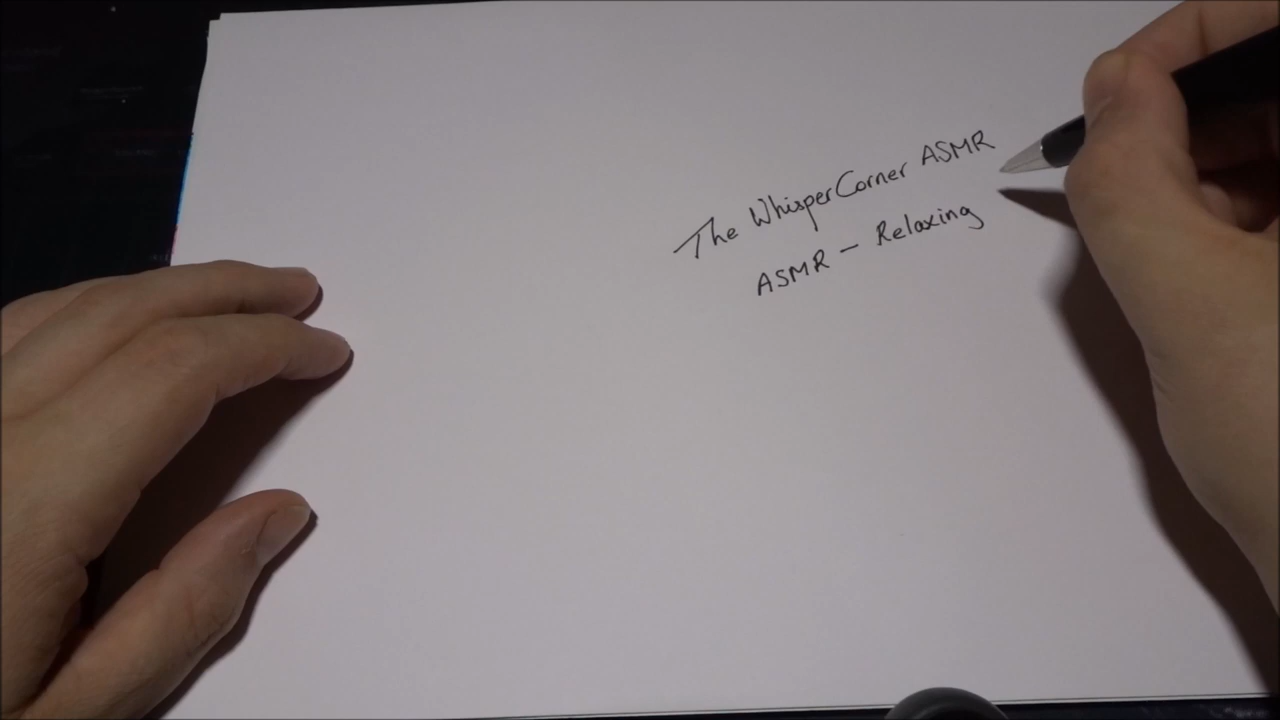 The WhisperCorner ASMR
ASMR – Relaxing